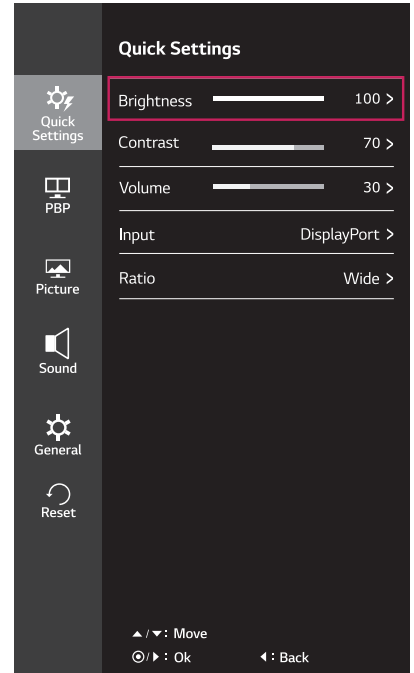 Quick Settings
Quick
Settings
PBP
Picture
Sound
General
Reset
Brightness 100 >
Contrast 70 >
Volume 30 >
Input DisplayPort >
Ratio Wide >
▲/▼: Move
◉/▶ : Ok ◀ : Back